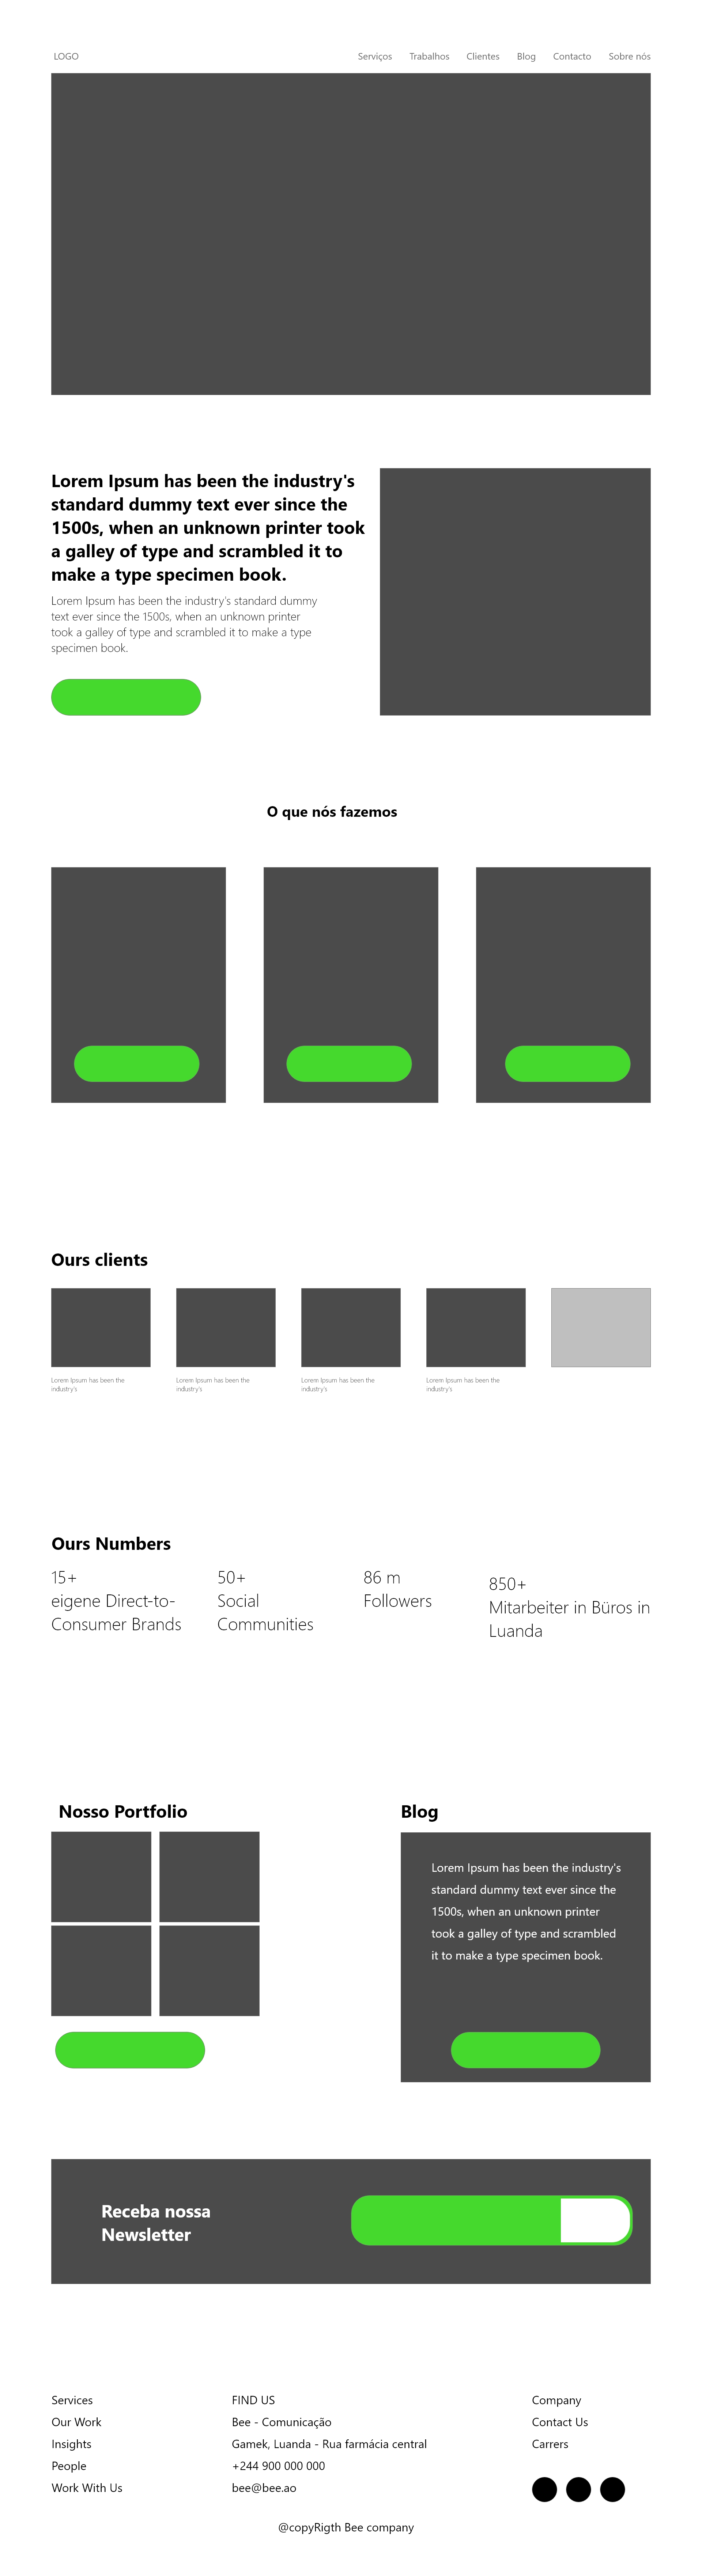 LOGO
Serviços Trabalhos Clientes Blog Contacto Sobre nós
Lorem Ipsum has been the industry's
standard dummy text ever since the
1500s, when an unknown printer took
a galley of type and scrambled it to
make a type specimen book.
Lorem Ipsum has been the industry's standard dummy
text ever since the 1500s, when an unknown printer
took a galley of type and scrambled it to make a type
specimen book.
O que nós fazemos
Ours clients
Lorem Ipsum has been the
industry's
Lorem Ipsum has been the
industry's
Lorem Ipsum has been the
industry's
Lorem Ipsum has been the
industry's
Ours Numbers
15+
eigene Direct-to-
Consumer Brands
50+
Social
Communities
86 m
Followers
850+
Mitarbeiter in Büros in
Luanda
Nosso Portfolio
Blog
Lorem Ipsum has been the industry's
standard dummy text ever since the
1500s, when an unknown printer
took a galley of type and scrambled
it to make a type specimen book.
Receba nossa
Newsletter
Services
Our Work
Insights
People
Work With Us
FIND US
Bee - Comunicação
Gamek, Luanda - Rua farmácia central
+244 900 000 000
bee@bee.ao
Company
Contact Us
Carrers
@copyRigth Bee company